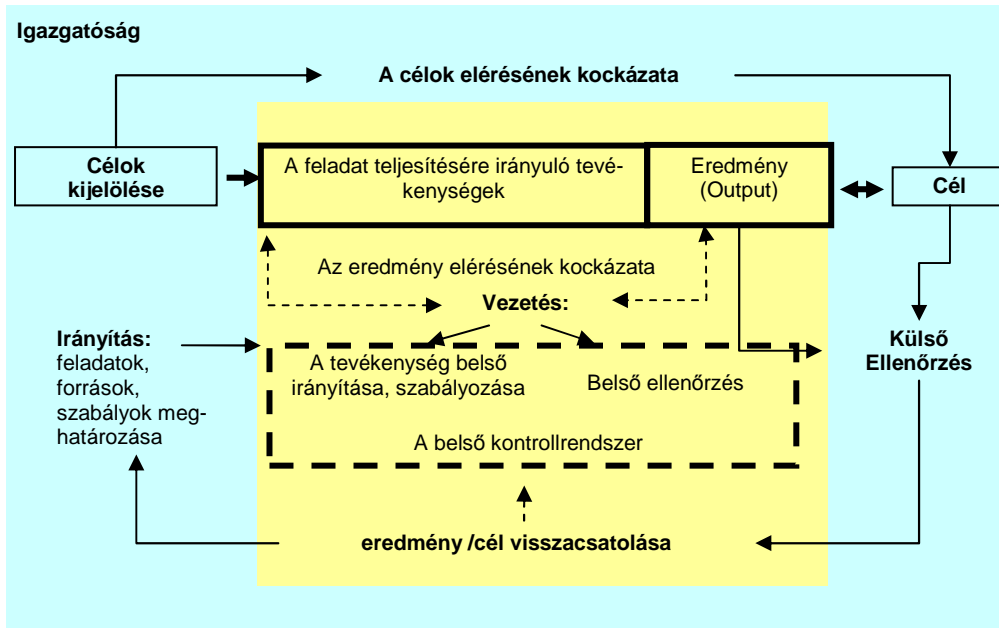 Igazgatóság
A célok elérésének kockázata
Célok
kijelölése
A feladat teljesítésére irányuló tevé-
kenységek
Eredmény
(Output)
Cél
Az eredmény elérésének kockázata
Vezetés:
Irányítás:
feladatok,
források,
szabályok meg-
határozása
A tevékenység belső
irányítása, szabályozása
Belső ellenőrzés
A belső kontrollrendszer
Külső
Ellenőrzés
eredmény /cél visszacsatolása